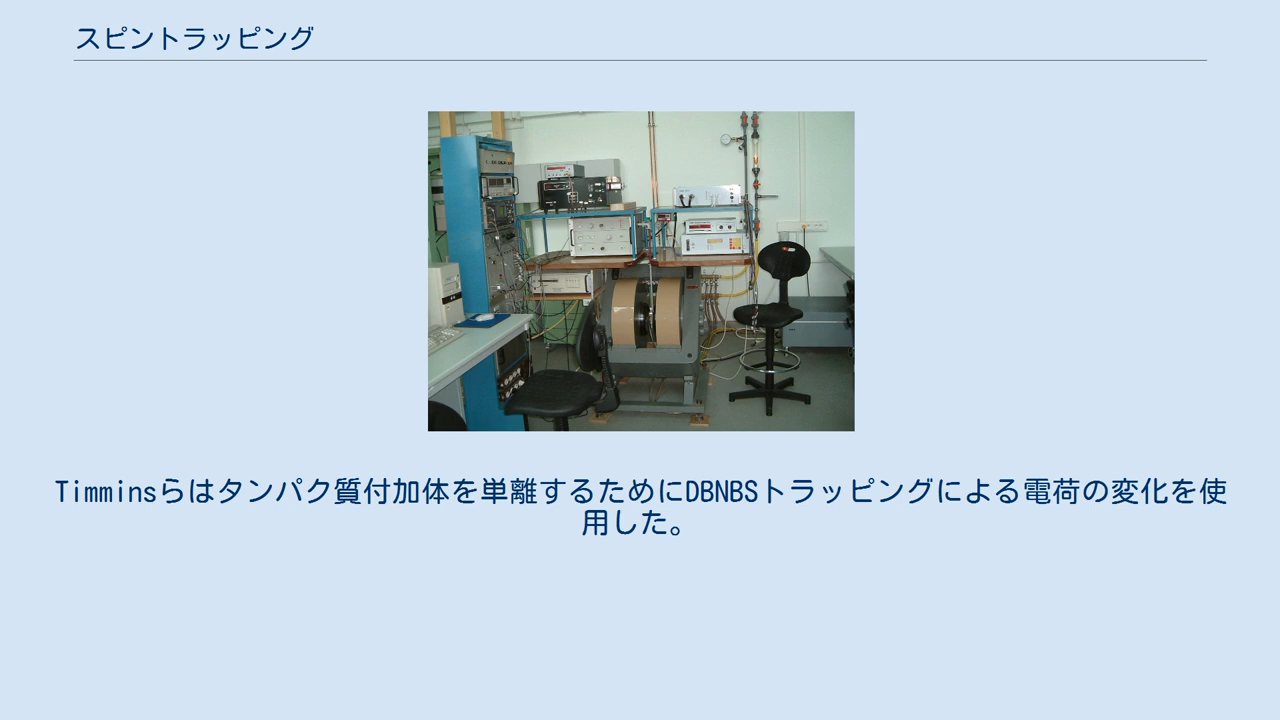 スピントラッピング
Timminsらはタンパク質付加体を単離するためにDBNBSトラッピングによる電荷の変化を使
用した。